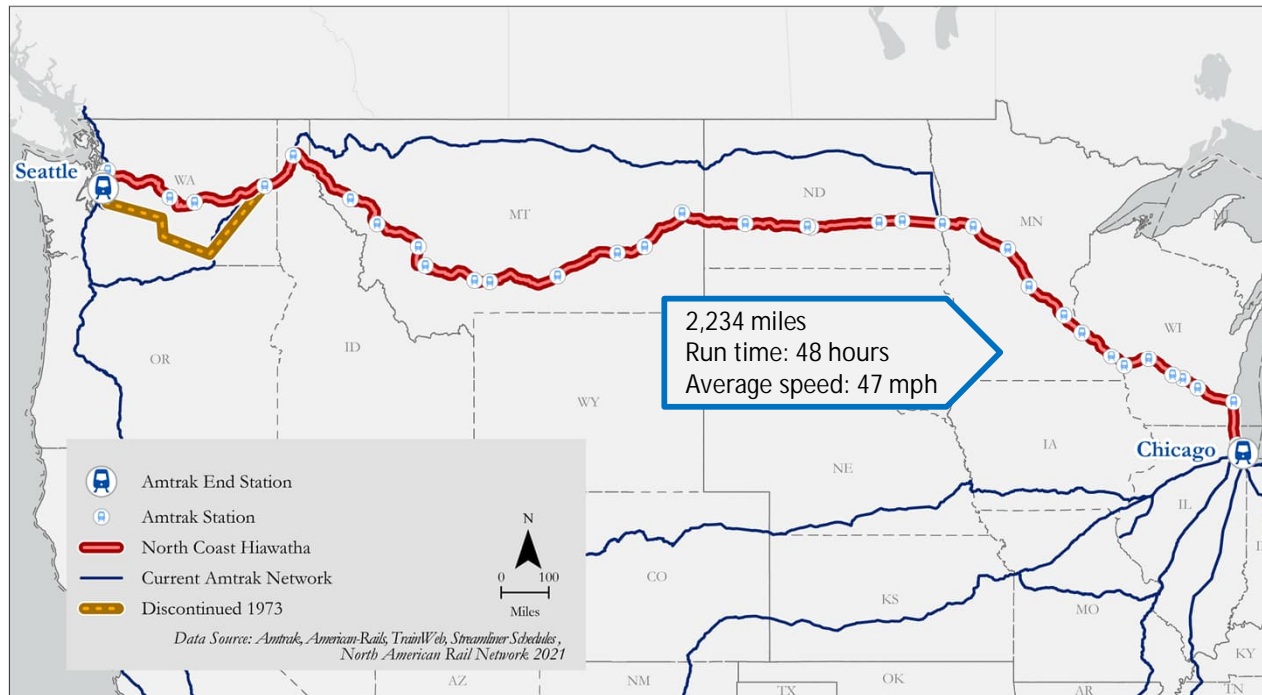 Seattle
WA
MT
ND
MN
MI
WI
OR
ID
2,234 miles
Run time: 48 hours
Average speed: 47 mph
WY
IA
NE
Chicago
IL
Amtrak End Station
Amtrak Station
North Coast Hiawatha
Current Amtrak Network
Discontinued 1973
N
0 100
Miles
Data Source: Amtrak, American-Rails, TrainWeb, Streamliner Schedules,
North American Rail Network 2021
CO
KS
MO
KY
AZ
NM
OK
TX
AR
TN